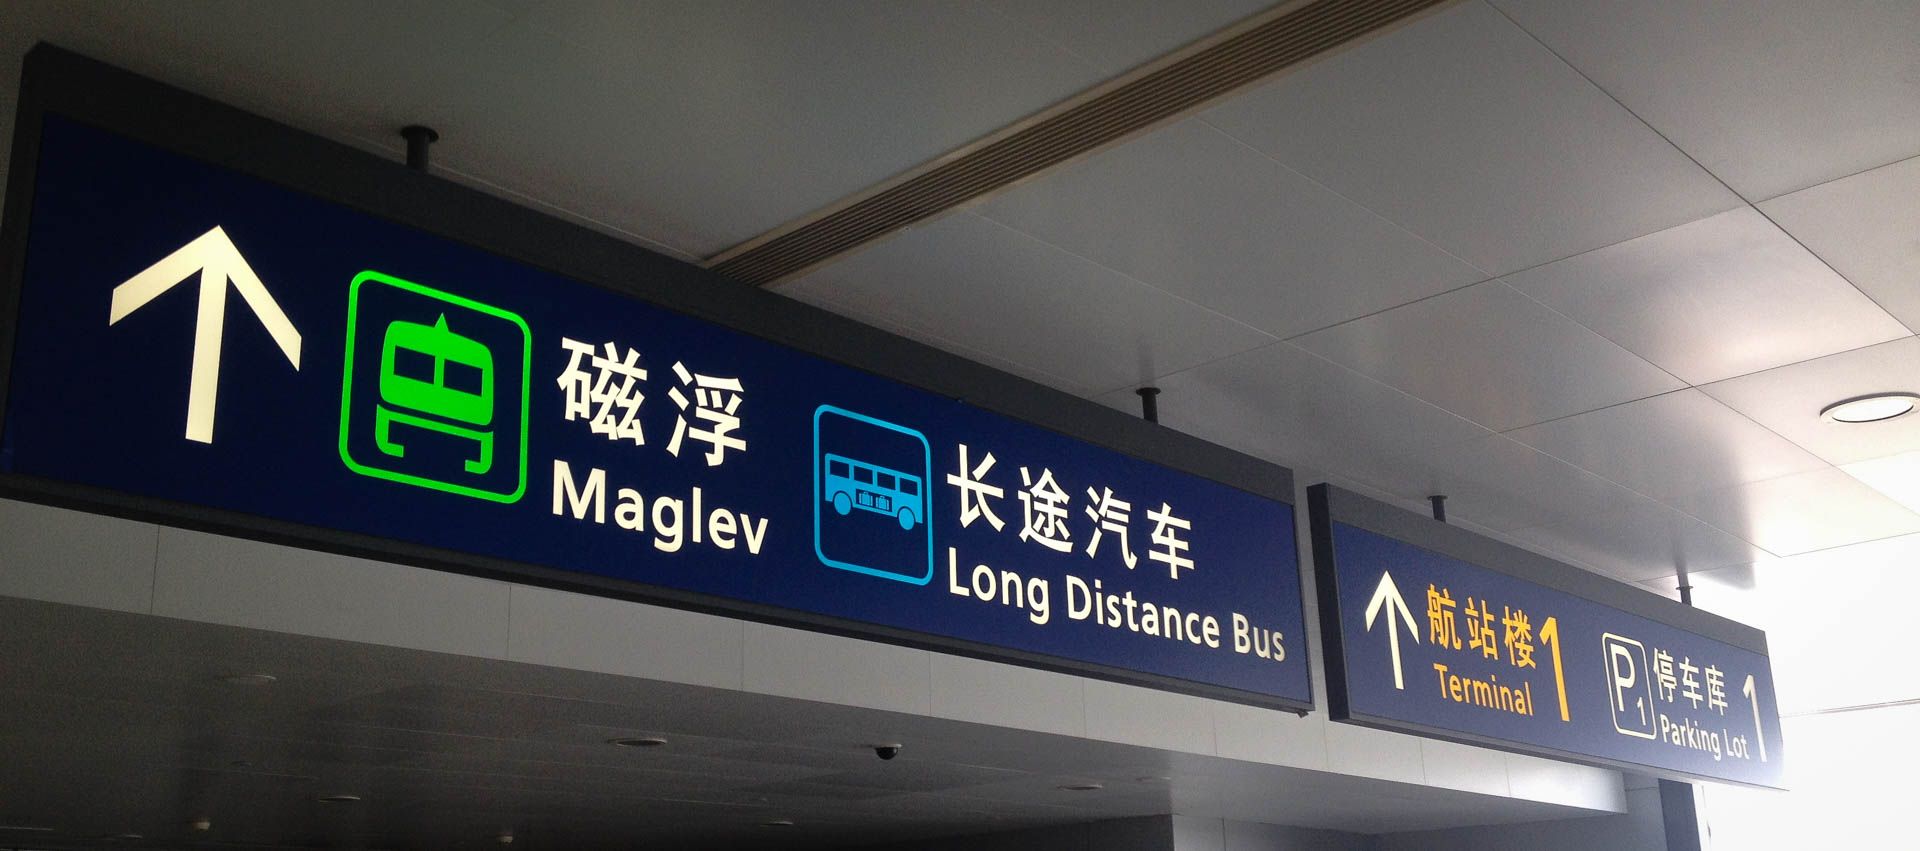 磁浮
Maglev
长途汽车
Long Distance Bus
航站楼 1
Terminal
P1
停车库 1
Parking Lot